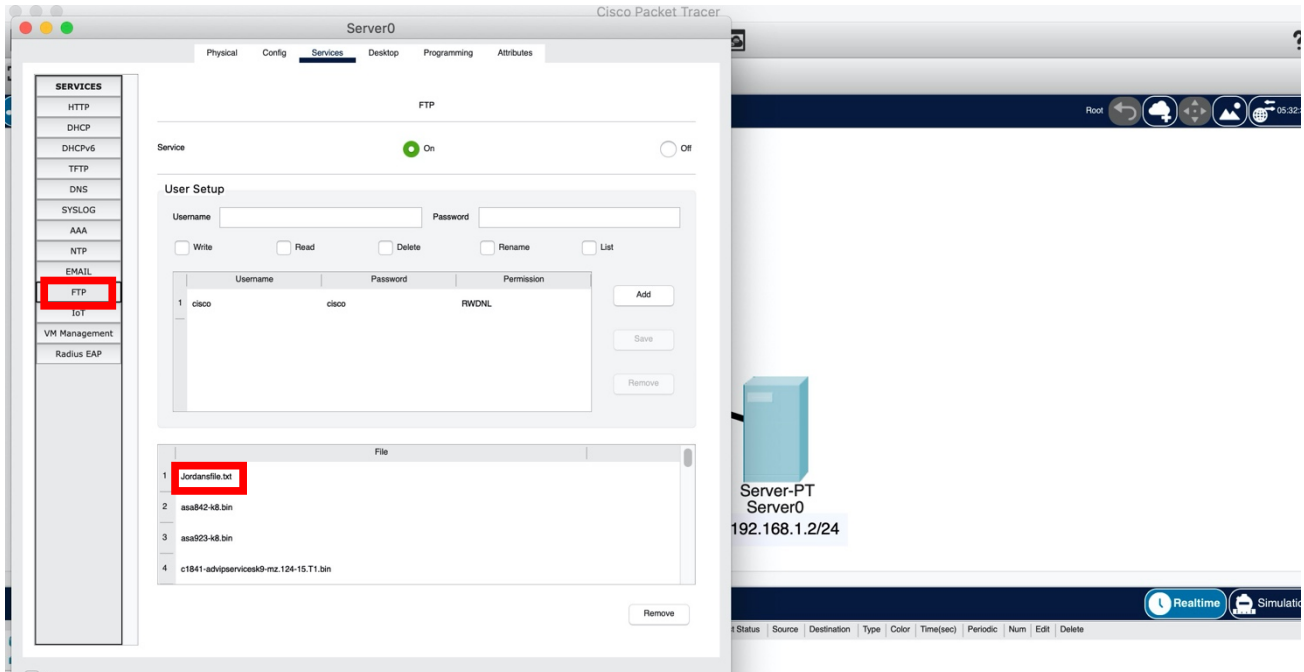 Cisco Packet Tracer
Server0
Physical Config Services Desktop Programming Attributes
SERVICES
HTTP
DHCP
DHCPv6
TFTP
DNS
SYSLOG
AAA
NTP
EMAIL
FTP
IoT
VM Management
Radius EAP
FTP
Service On Off
User Setup
Username Password
Write Read Delete Rename List
Username Password Permission
1 cisco cisco RWDNL
Add
Save
Remove
File
1 Jordansfile.txt
2 asa842-k8.bin
3 asa923-k8.bin
4 c1841-advipservicesk9-mz.124-15.T1.bin
Remove
?
Root 05:32:
Server-PT
Server0
192.168.1.2/24
Realtime
t Status Source Destination Type Color Time(sec) Periodic Num Edit Delete